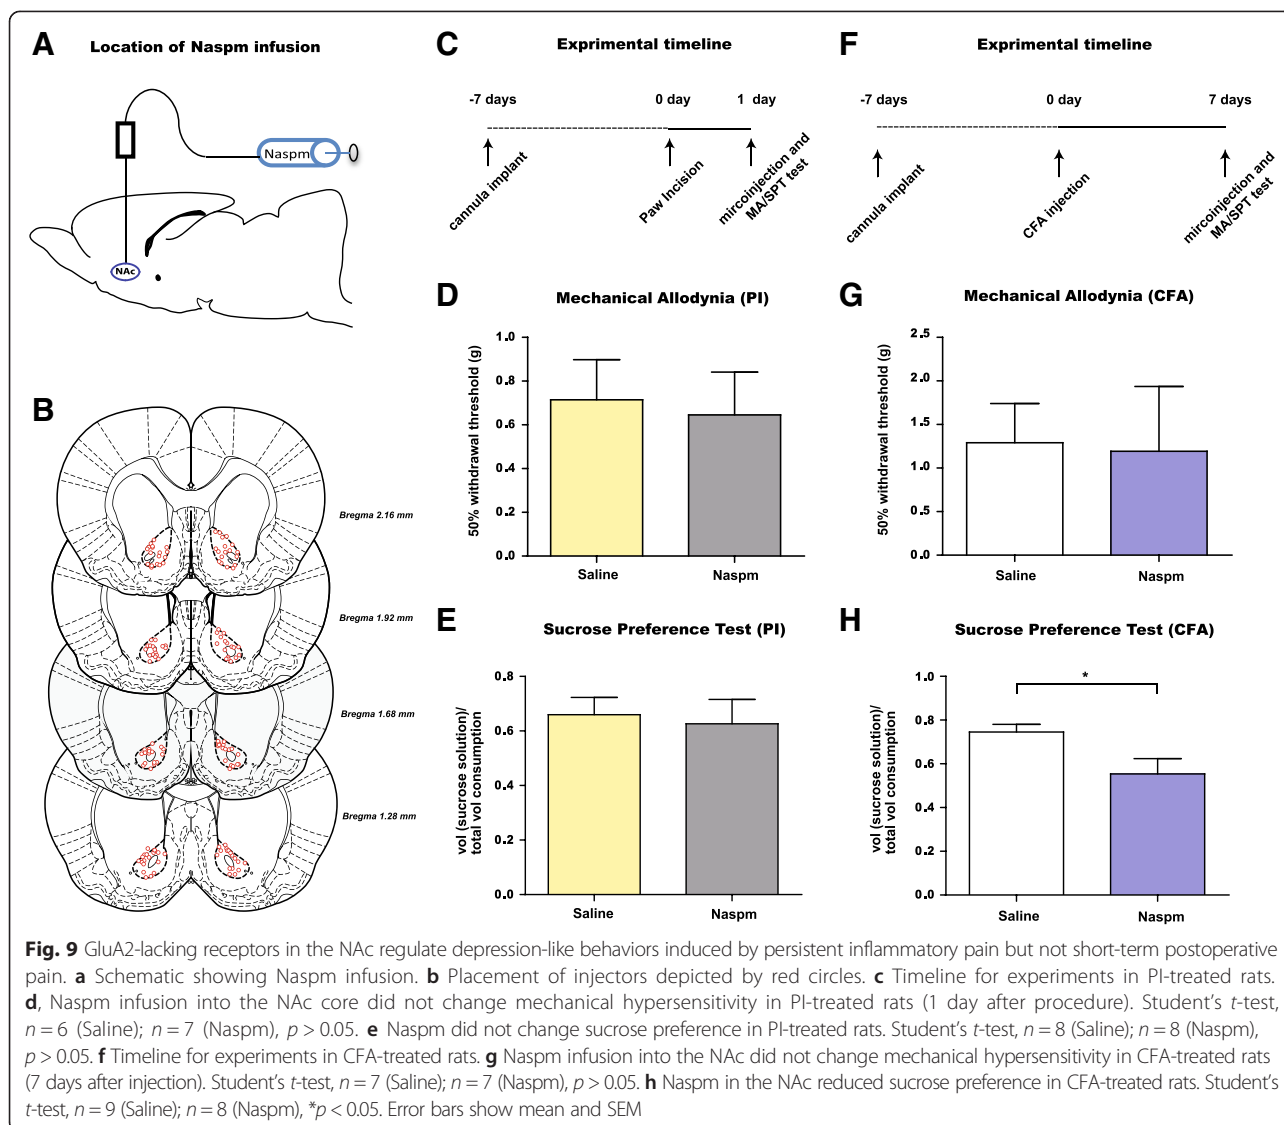 A Location of Naspm infusion
Naspm
NAc
B
Bregma 2.16 mm
Bregma 1.92 mm
Bregma 1.68 mm
Bregma 1.28 mm
C Exprimental timeline
-7 days 0 day 1 day
cannula implant
Paw Incision
mircoinjection and
MA/SPT test
D Mechanical Allodynia (PI)
50% withdrawal threshold (g)
1.0
0.8
0.6
0.4
0.2
0.0
Saline Naspm
E Sucrose Preference Test (PI)
vol (sucrose solution)/
total vol consumption
0.8
0.6
0.4
0.2
0.0
Saline Naspm
F Exprimental timeline
-7 days 0 day 7 days
cannula implant
CFA injection
mircoinjection and
MA/SPT test
G Mechanical Allodynia (CFA)
50% withdrawal threshold (g)
2.5
2.0
1.5
1.0
0.5
0.0
Saline Naspm
H Sucrose Preference Test (CFA)
vol (sucrose solution)/
total vol consumption
1.0
0.8
0.6
0.4
0.2
0.0
*
Saline Naspm
Fig. 9 GluA2-lacking receptors in the NAc regulate depression-like behaviors induced by persistent inflammatory pain but not short-term postoperative
pain. a Schematic showing Naspm infusion. b Placement of injectors depicted by red circles. c Timeline for experiments in PI-treated rats.
d, Naspm infusion into the NAc core did not change mechanical hypersensitivity in PI-treated rats (1 day after procedure). Student's t-test,
n = 6 (Saline); n = 7 (Naspm), p > 0.05. e Naspm did not change sucrose preference in PI-treated rats. Student's t-test, n = 8 (Saline); n = 8 (Naspm),
p > 0.05. f Timeline for experiments in CFA-treated rats. g Naspm infusion into the NAc did not change mechanical hypersensitivity in CFA-treated rats
(7 days after injection). Student's t-test, n = 7 (Saline); n = 7 (Naspm), p > 0.05. h Naspm in the NAc reduced sucrose preference in CFA-treated rats. Student's
t-test, n = 9 (Saline); n = 8 (Naspm), *p < 0.05. Error bars show mean and SEM